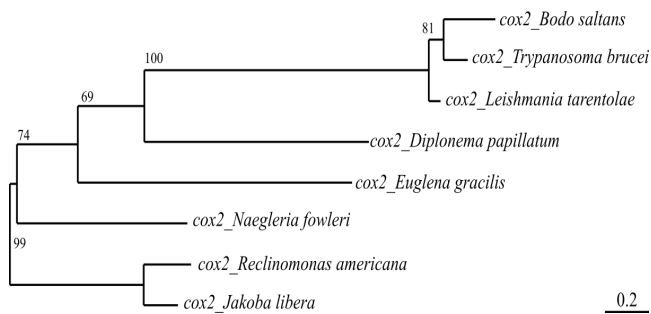 cox2_Bodo saltans
81
cox2_Trypanosoma brucei
100
cox2_Leishmania tarentolae
69
cox2_Diplonema papillatum
74
cox2_Euglena gracilis
cox2_Naegleria fowleri
99
cox2_Reclinomonas americana
cox2_Jakoba libera
0.2